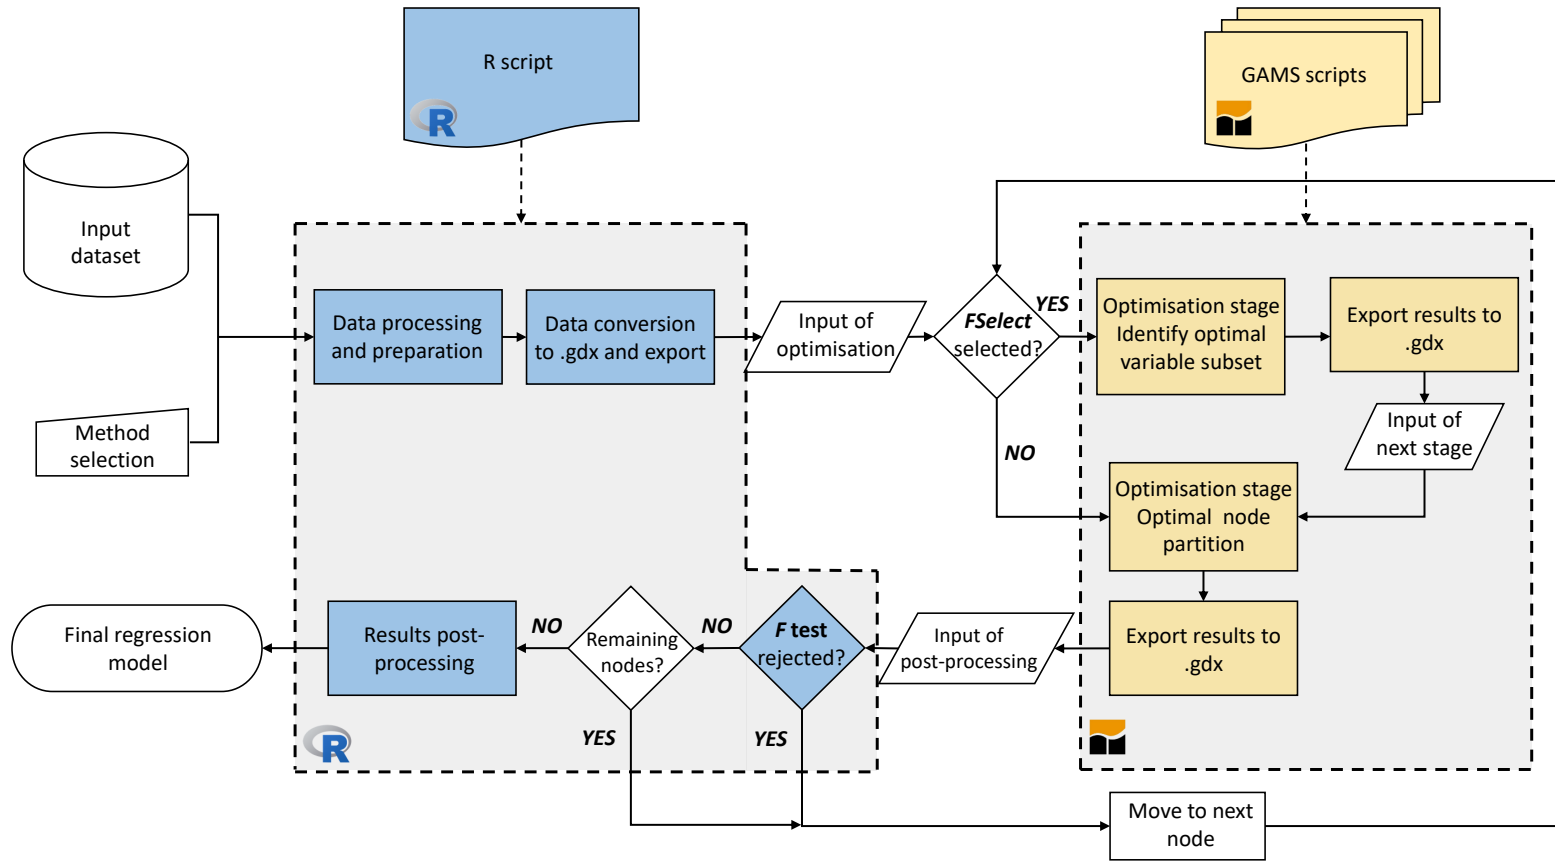 R script
R
GAMS scripts
Input
dataset
Method
selection
Data processing
and preparation
Data conversion
to .gdx and export
Input of
optimisation
FSelect
selected?
YES
NO
Optimisation stage
Identify optimal
variable subset
Export results to
.gdx
Input of
next stage
Optimisation stage
Optimal node
partition
Export results to
.gdx
Input of
post-processing
F test
rejected?
NO
YES
Remaining
nodes?
NO
YES
Results post-
processing
Final regression
model
R
Move to next
node